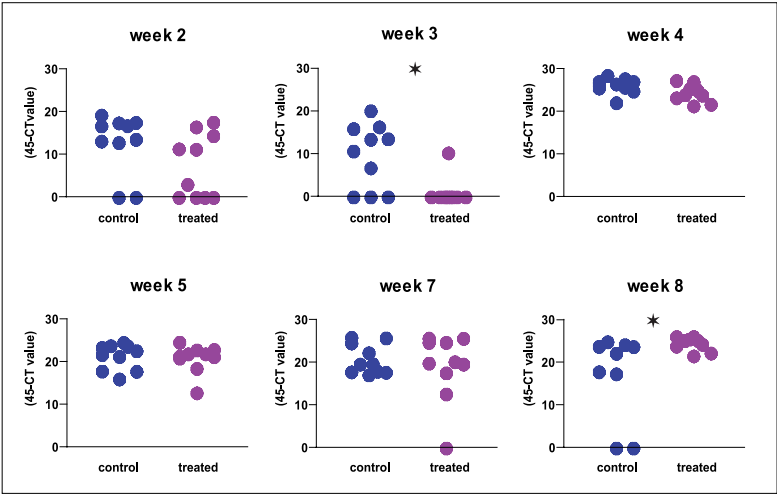 week 2
week 3
week 4
(45-CTvalue)
30
20
10
0
control
treated
(45-CT value)
30
20
10
0
control
treated
(45-CT value)
30
20
10
0
control
treated
week 5
week 7
week 8
(45-CT value)
30
20
10
0
control
treated
(45-CT value)
30
20
10
0
control
treated
(45-CT value)
30
20
10
0
control
treated